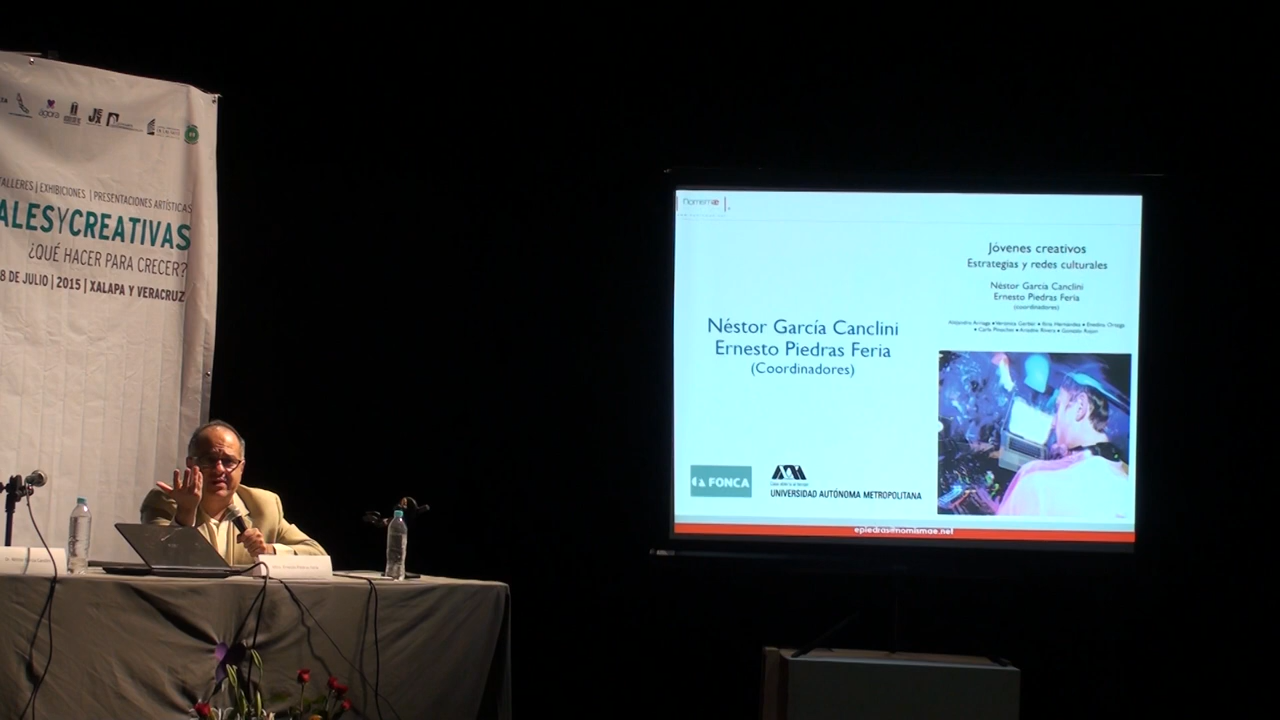 ágora
TALLERES | EXHIBICIONES | PRESENTACIONES ARTÍSTICAS
ALESYCREATIVAS
¿QUÉ HACER PARA CRECER?
8 DE JULIO | 2015 | XALAPA Y VERACRUZ
nomismæ
Jóvenes creativos
Estrategias y redes culturales
Néstor García Canclini
Ernesto Piedras Feria
(coordinadores)
Néstor García Canclini
Ernesto Piedras Feria
(Coordinadores)
FONCA
UNIVERSIDAD AUTÓNOMA METROPOLITANA
epiedras@nomismae.net